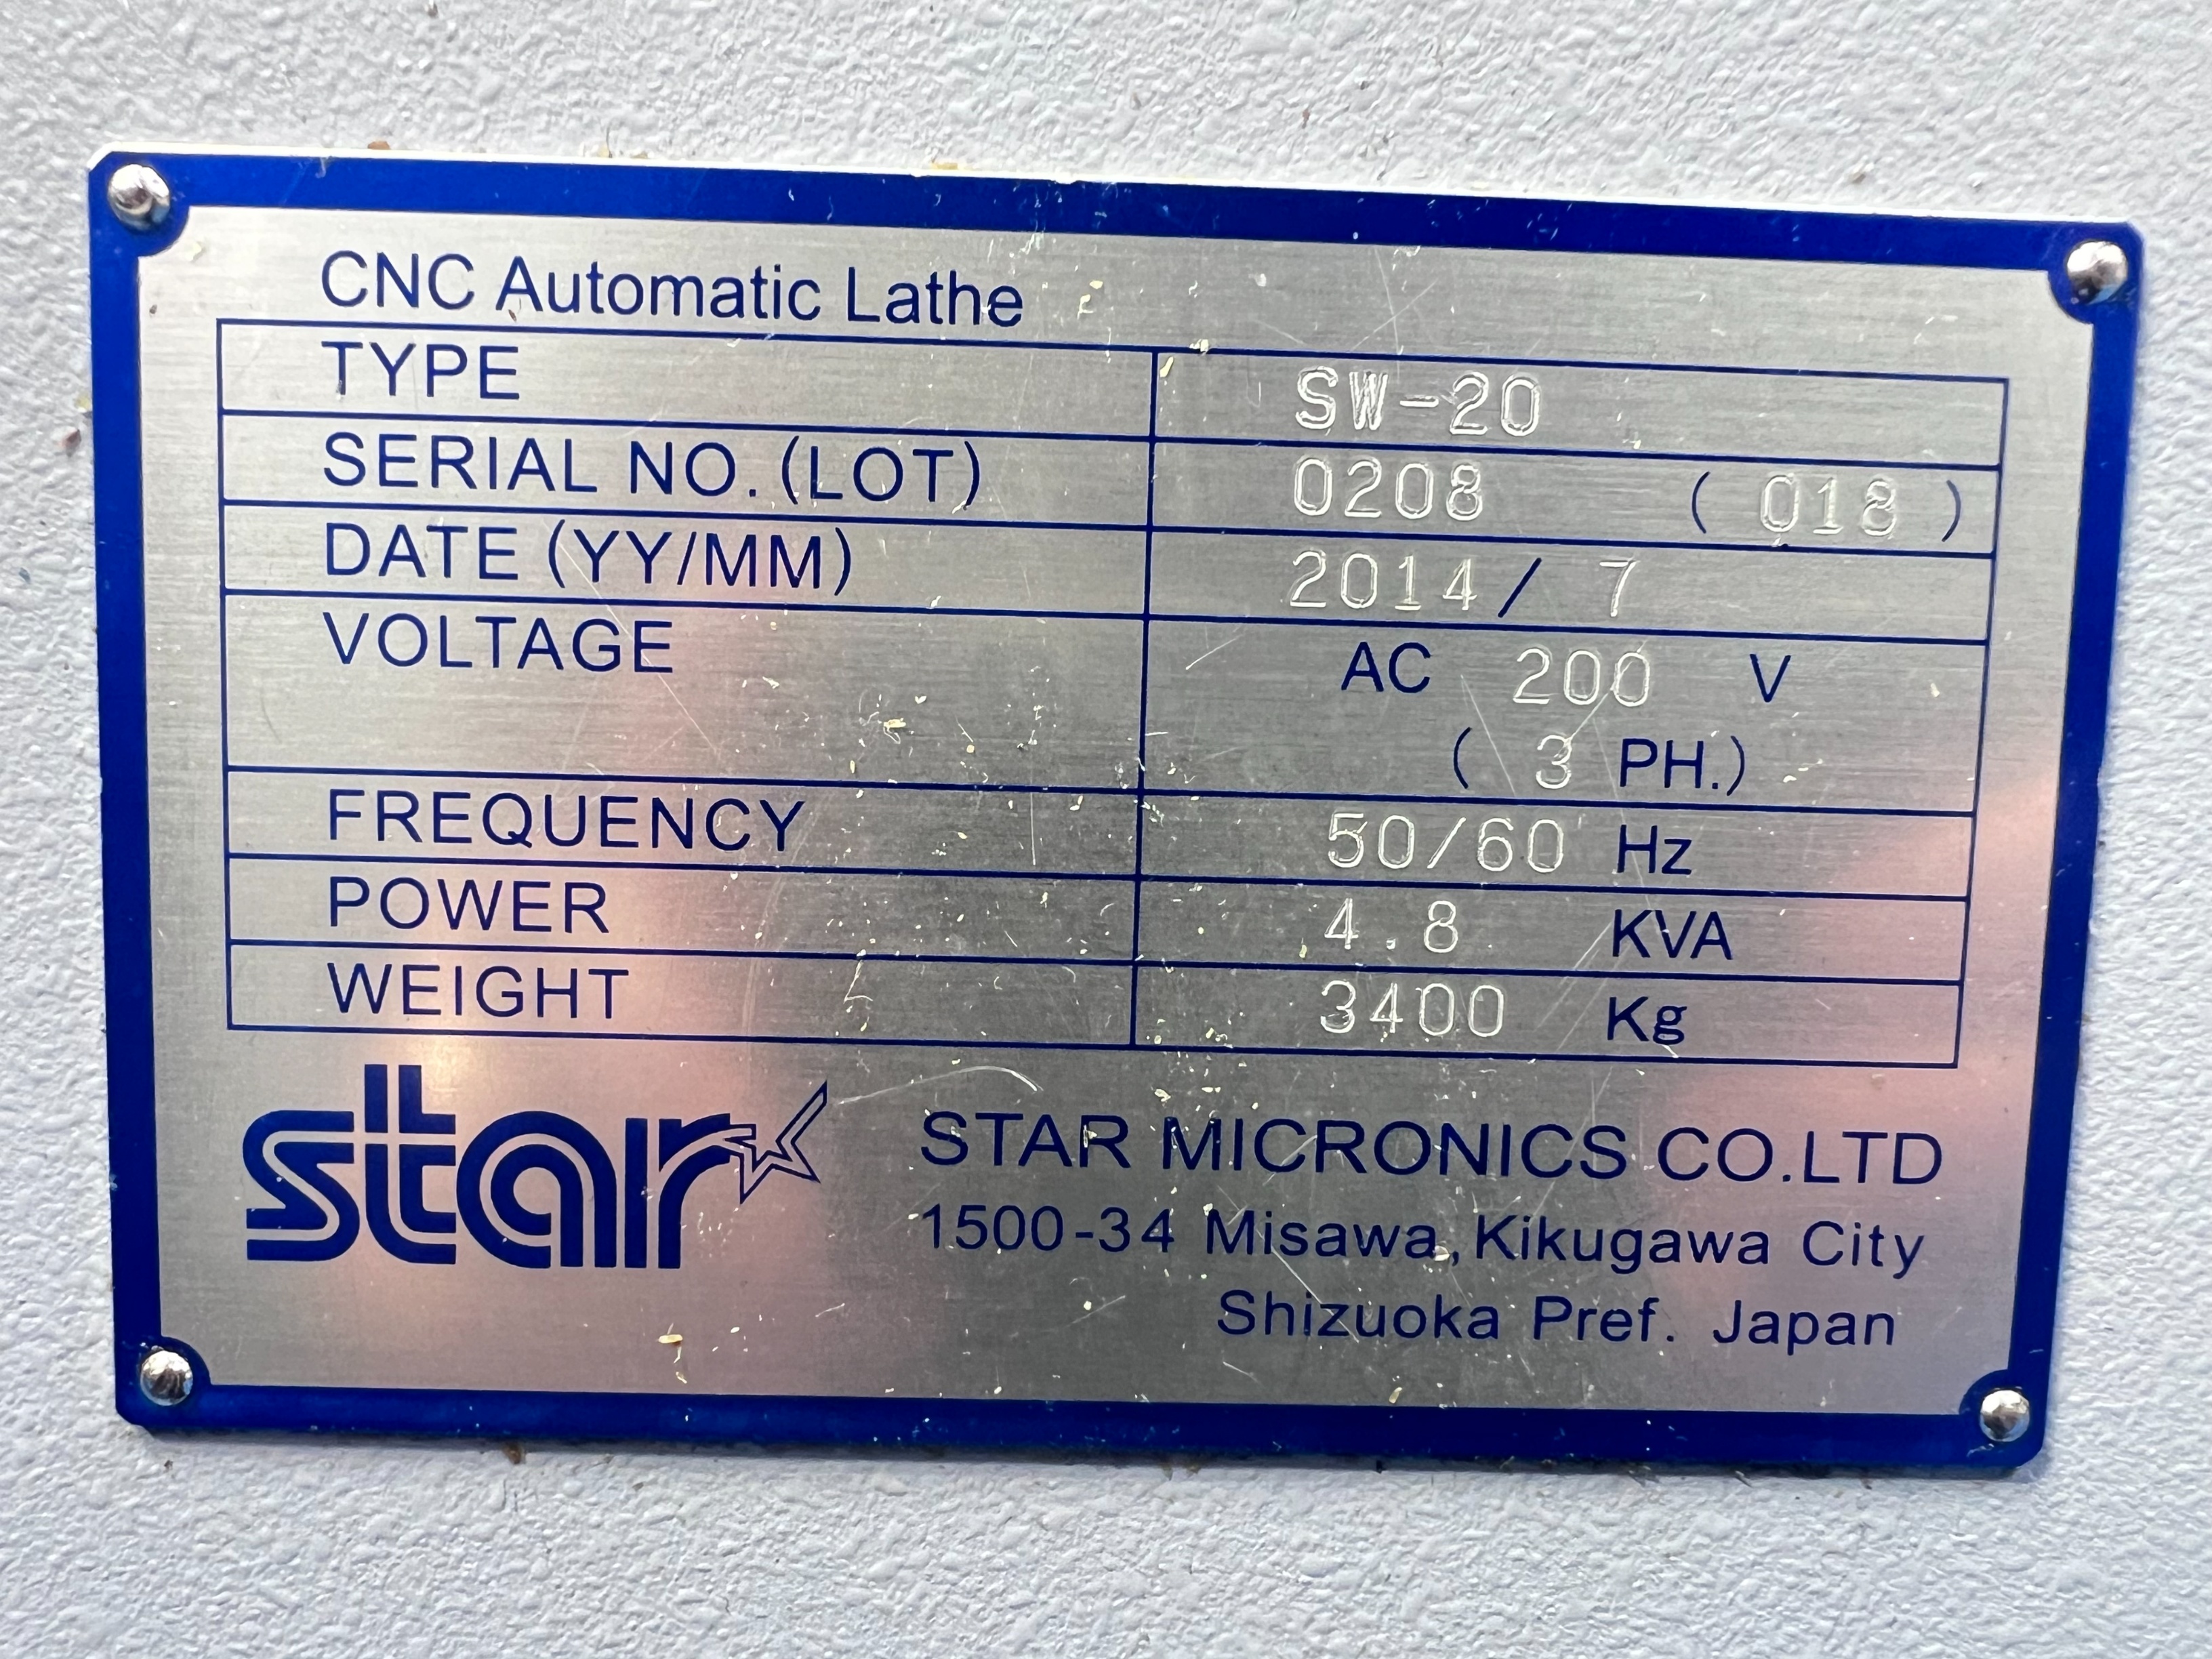 CNC Automatic Lathe
TYPE SW-20
SERIAL NO. (LOT) 0208 ( 018 )
DATE (YY/MM) 2014/ 7
VOLTAGE AC 200 V
( 3 PH.)
FREQUENCY 50/60 Hz
POWER 4.8 KVA
WEIGHT 3400 Kg
star STAR MICRONICS CO.LTD
1500-34 Misawa,Kikugawa City
Shizuoka Pref. Japan